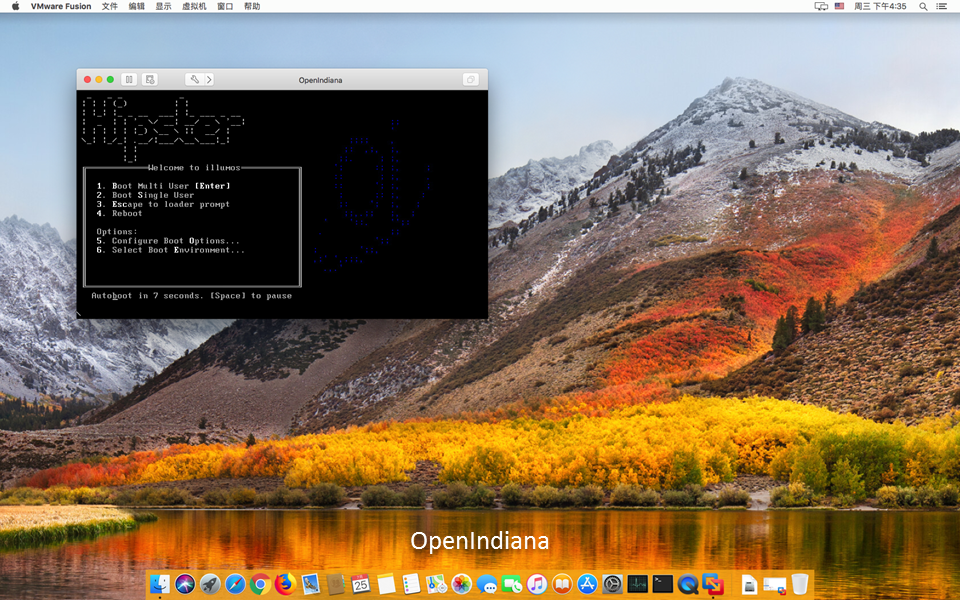 VMware Fusion 文件 编辑 显示 虚拟机 窗口 帮助 周三 下午4:35
OpenIndiana
Hipster
Welcome to illumos
1. Boot Multi User [Enter]
2. Boot Single User
3. Escape to loader prompt
4. Reboot
Options:
5. Configure Boot Options...
6. Select Boot Environment...
Autoboot in 7 seconds. [Space] to pause
OpenIndiana
25